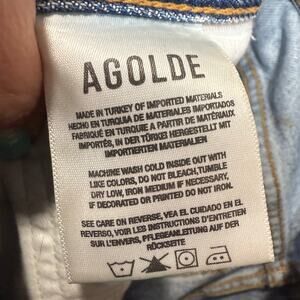 AGOLDE
MADE IN TURKEY OF IMPORTED MATERIALS
HECHO EN TURQUIA DE MATERIALES IMPORTADOS
FABRIQUÉ EN TURQUIE A PARTIR DE MATÉRIAUX
IMPORTÉS, IN DER TÜRKEI HERGESTELLT MIT
IMPORTIERTEN MATERIALIEN
MACHINE WASH COLD INSIDE OUT WITH
LIKE COLORS, DO NOT BLEACH, TUMBLE
DRY LOW, IRON MEDIUM IF NECESSARY.
IF DECORATED OR PRINTED DO NOT IRON.
SEE CARE ON REVERSE, VEA EL CUIDADO EN EL
REVERSO, VOIR LES INSTRUCTIONS D'ENTRETIEN
SUR L'ENVERS, PFLEGEANLEITUNG AUF DER
RÜCKSEITE